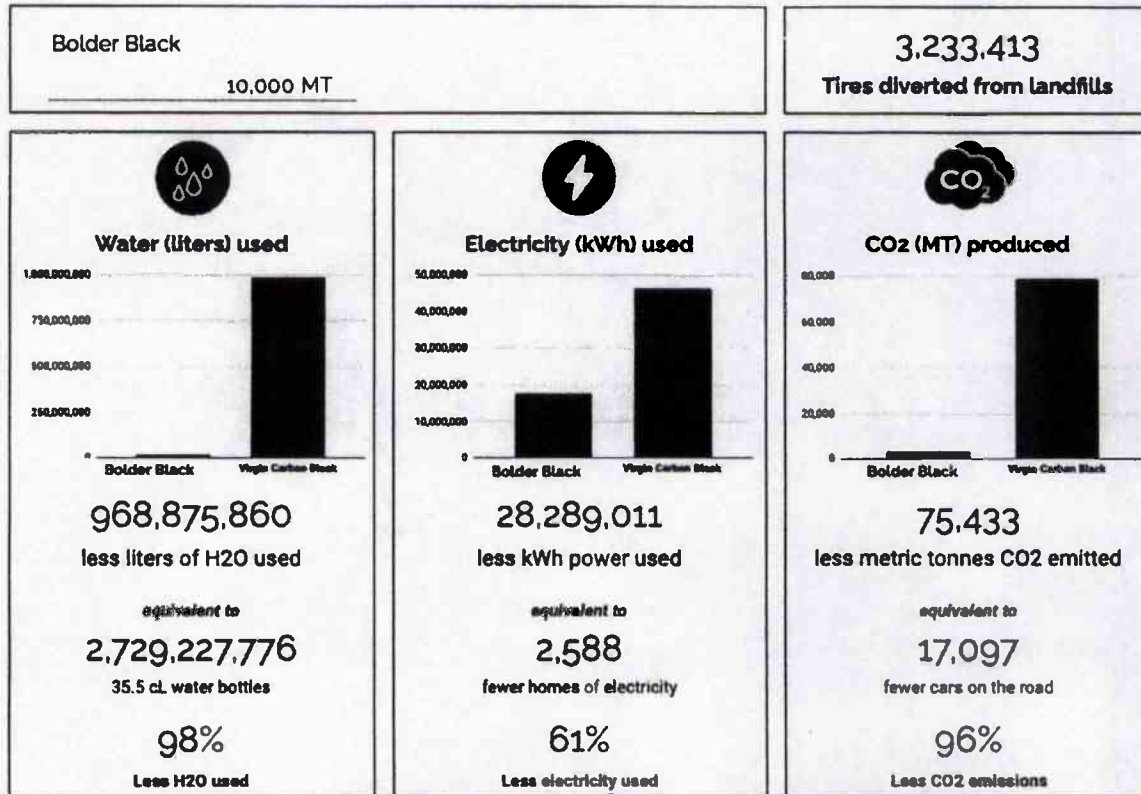 Bolder Black
10,000 MT
3,233,413
Tires diverted from landfills
Water (liters) used
1,000,000,000
750,000,000
500,000,000
250,000,000
0
Bolder Black
Virgin Carbon Black
968,875,860
less liters of H2O used
equivalent to
2,729,227,776
35.5 cL water bottles
98%
Less H2O used
Electricity (kWh) used
50,000,000
40,000,000
30,000,000
20,000,000
10,000,000
0
Bolder Black
Virgin Carbon Black
28,289,011
less kWh power used
equivalent to
2,588
fewer homes of electricity
61%
Less electricity used
CO2
CO2 (MT) produced
80,000
60,000
40,000
20,000
0
Bolder Black
Virgin Carbon Black
75,433
less metric tonnes CO2 emitted
equivalent to
17,097
fewer cars on the road
96%
Less CO2 emissions